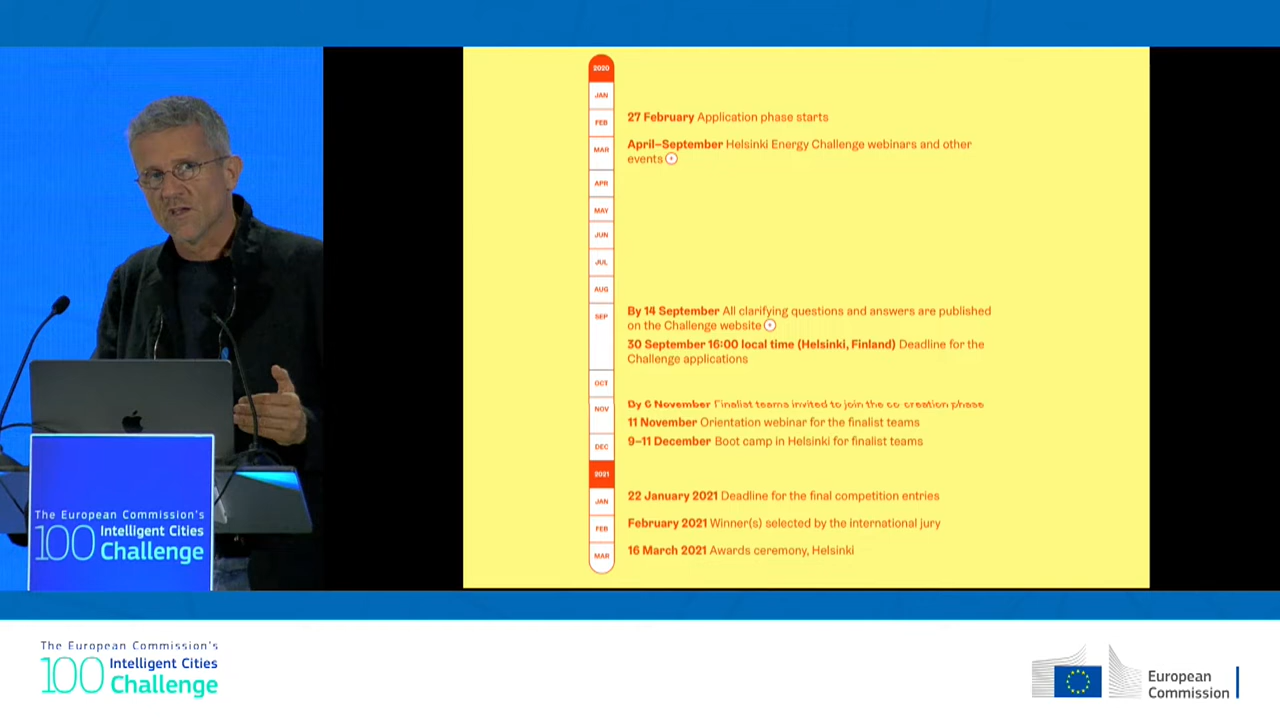 2020
JAN
FEB
MAR
APR
MAY
JUN
JUL
AUG
SEP
OCT
NOV
DEC
2021
JAN
FEB
MAR
27 February Application phase starts
April–September Helsinki Energy Challenge webinars and other
events
By 14 September All clarifying questions and answers are published
on the Challenge website
30 September 16:00 local time (Helsinki, Finland) Deadline for the
Challenge applications
By 6 November Finalist teams invited to join the co-creation phase
11 November Orientation webinar for the finalist teams
9–11 December Boot camp in Helsinki for finalist teams
22 January 2021 Deadline for the final competition entries
February 2021 Winner(s) selected by the international jury
16 March 2021 Awards ceremony, Helsinki
The European Commission's
100 Intelligent Cities
Challenge
The European Commission's
100 Intelligent Cities
Challenge
European
Commission